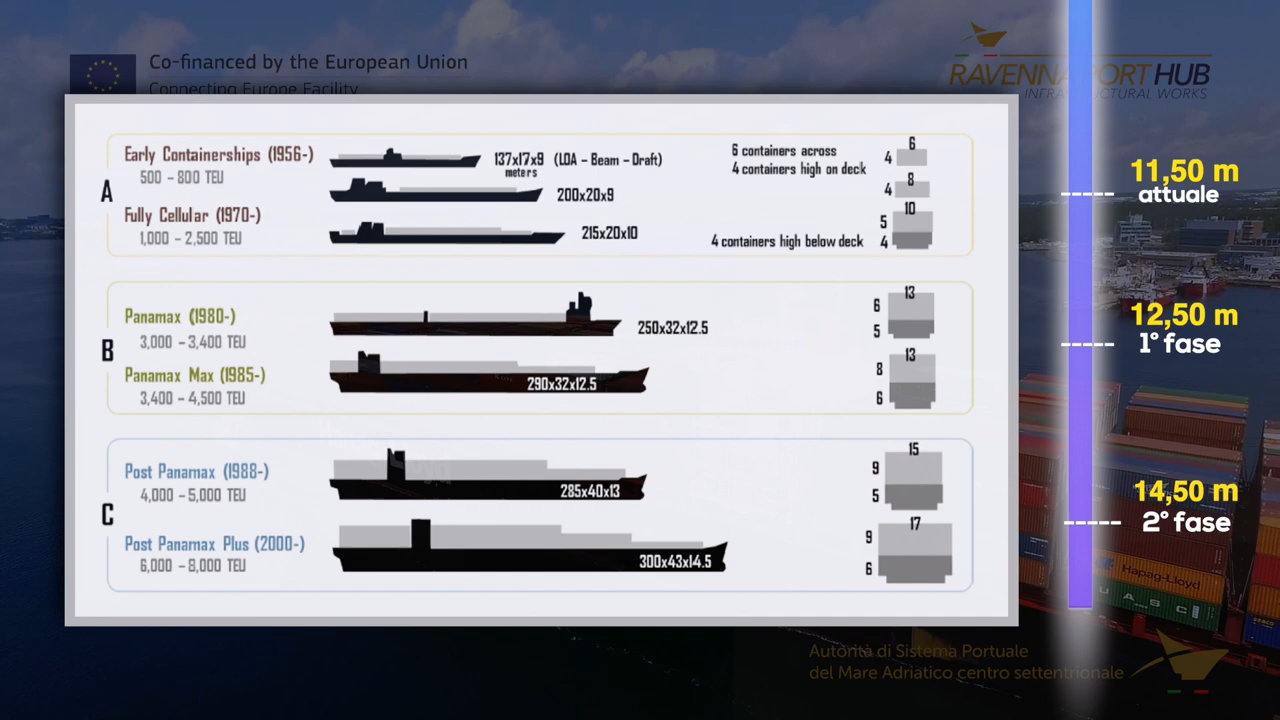 Co-financed by the European Union
Connecting Europe Facility
RAVENNA PORT HUB
INFRASTRUCTURAL WORKS
A
Early Containerships (1956-)
500 – 800 TEU
137x17x9 (LOA – Beam – Draft)
meters
6 containers across
4 containers high on deck
6
4
200x20x9
8
4
Fully Cellular (1970-)
1,000 – 2,500 TEU
215x20x10
4 containers high below deck
10
5
4
B
Panamax (1980-)
3,000 – 3,400 TEU
250x32x12.5
13
6
5
Panamax Max (1985-)
3,400 – 4,500 TEU
290x32x12.5
13
8
6
C
Post Panamax (1988-)
4,000 – 5,000 TEU
285x40x13
15
9
5
Post Panamax Plus (2000-)
6,000 – 8,000 TEU
300x43x14.5
17
9
6
11,50 m
attuale
12,50 m
1° fase
14,50 m
2° fase
Hapag-Lloyd
U A S C
Autorità di Sistema Portuale
del Mare Adriatico centro settentrionale